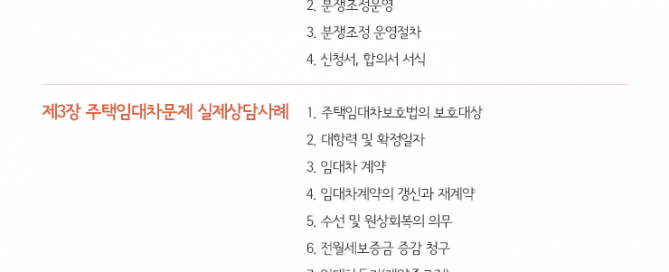 2. 분쟁조정운영
3. 분쟁조정 운영절차
4. 신청서, 합의서 서식
제3장 주택임대차문제 실제상담사례
1. 주택임대차보호법의 보호대상
2. 대항력 및 확정일자
3. 임대차 계약
4. 임대차계약의 갱신과 재계약
5. 수선 및 원상회복의 의무
6. 전월세보증금 증감 청구